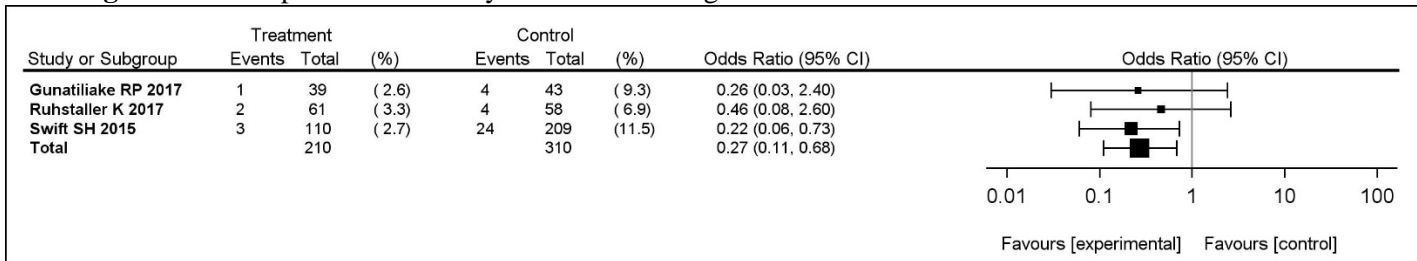 Treatment Control
Study or Subgroup Events Total (%) Events Total (%) Odds Ratio (95% CI) Odds Ratio (95% CI)
Gunatiliake RP 2017 1 39 ( 2.6) 4 43 ( 9.3) 0.26 (0.03, 2.40)
Ruhstaller K 2017 2 61 ( 3.3) 4 58 ( 6.9) 0.46 (0.08, 2.60)
Swift SH 2015 3 110 ( 2.7) 24 209 (11.5) 0.22 (0.06, 0.73)
Total 210 310 0.27 (0.11, 0.68)
0.01 0.1 1 10 100
Favours [experimental] Favours [control]